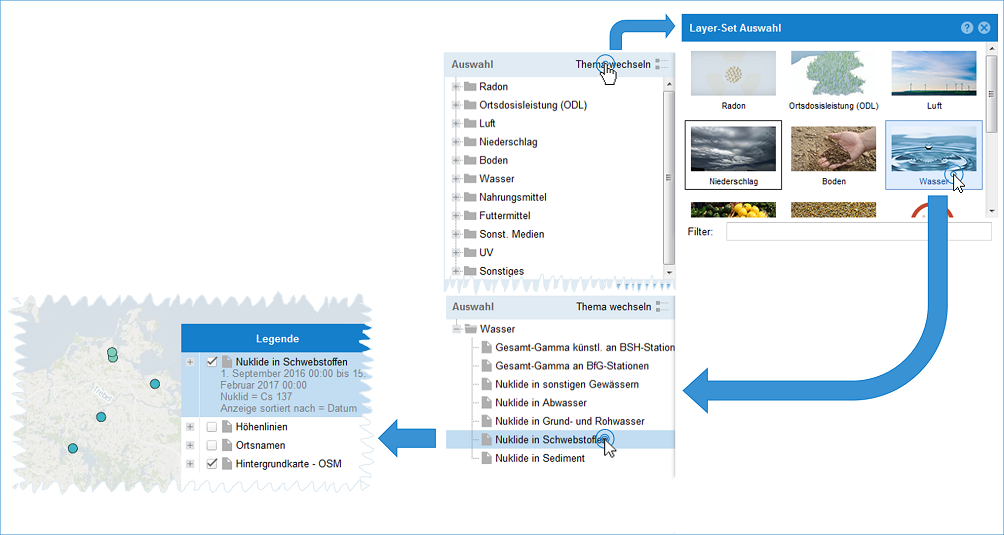 Layer-Set Auswahl
Radon
Ortsdosisleistung (ODL)
Luft
Niederschlag
Boden
Wasser
Filter:
Auswahl
Thema wechseln
Radon
Ortsdosisleistung (ODL)
Luft
Niederschlag
Boden
Wasser
Nahrungsmittel
Futtermittel
Sonst. Medien
UV
Sonstiges
Auswahl
Thema wechseln
Wasser
Gesamt-Gamma künstl. an BSH-Station
Gesamt-Gamma an BfG-Stationen
Nuklide in sonstigen Gewässern
Nuklide in Abwasser
Nuklide in Grund- und Rohwasser
Nuklide in Schwebstoffen
Nuklide in Sediment
Legende
Nuklide in Schwebstoffen
1. September 2016 00:00 bis 15.
Februar 2017 00:00
Nuklid = Cs 137
Anzeige sortiert nach = Datum
Höhenlinien
Ortsnamen
Hintergrundkarte - OSM